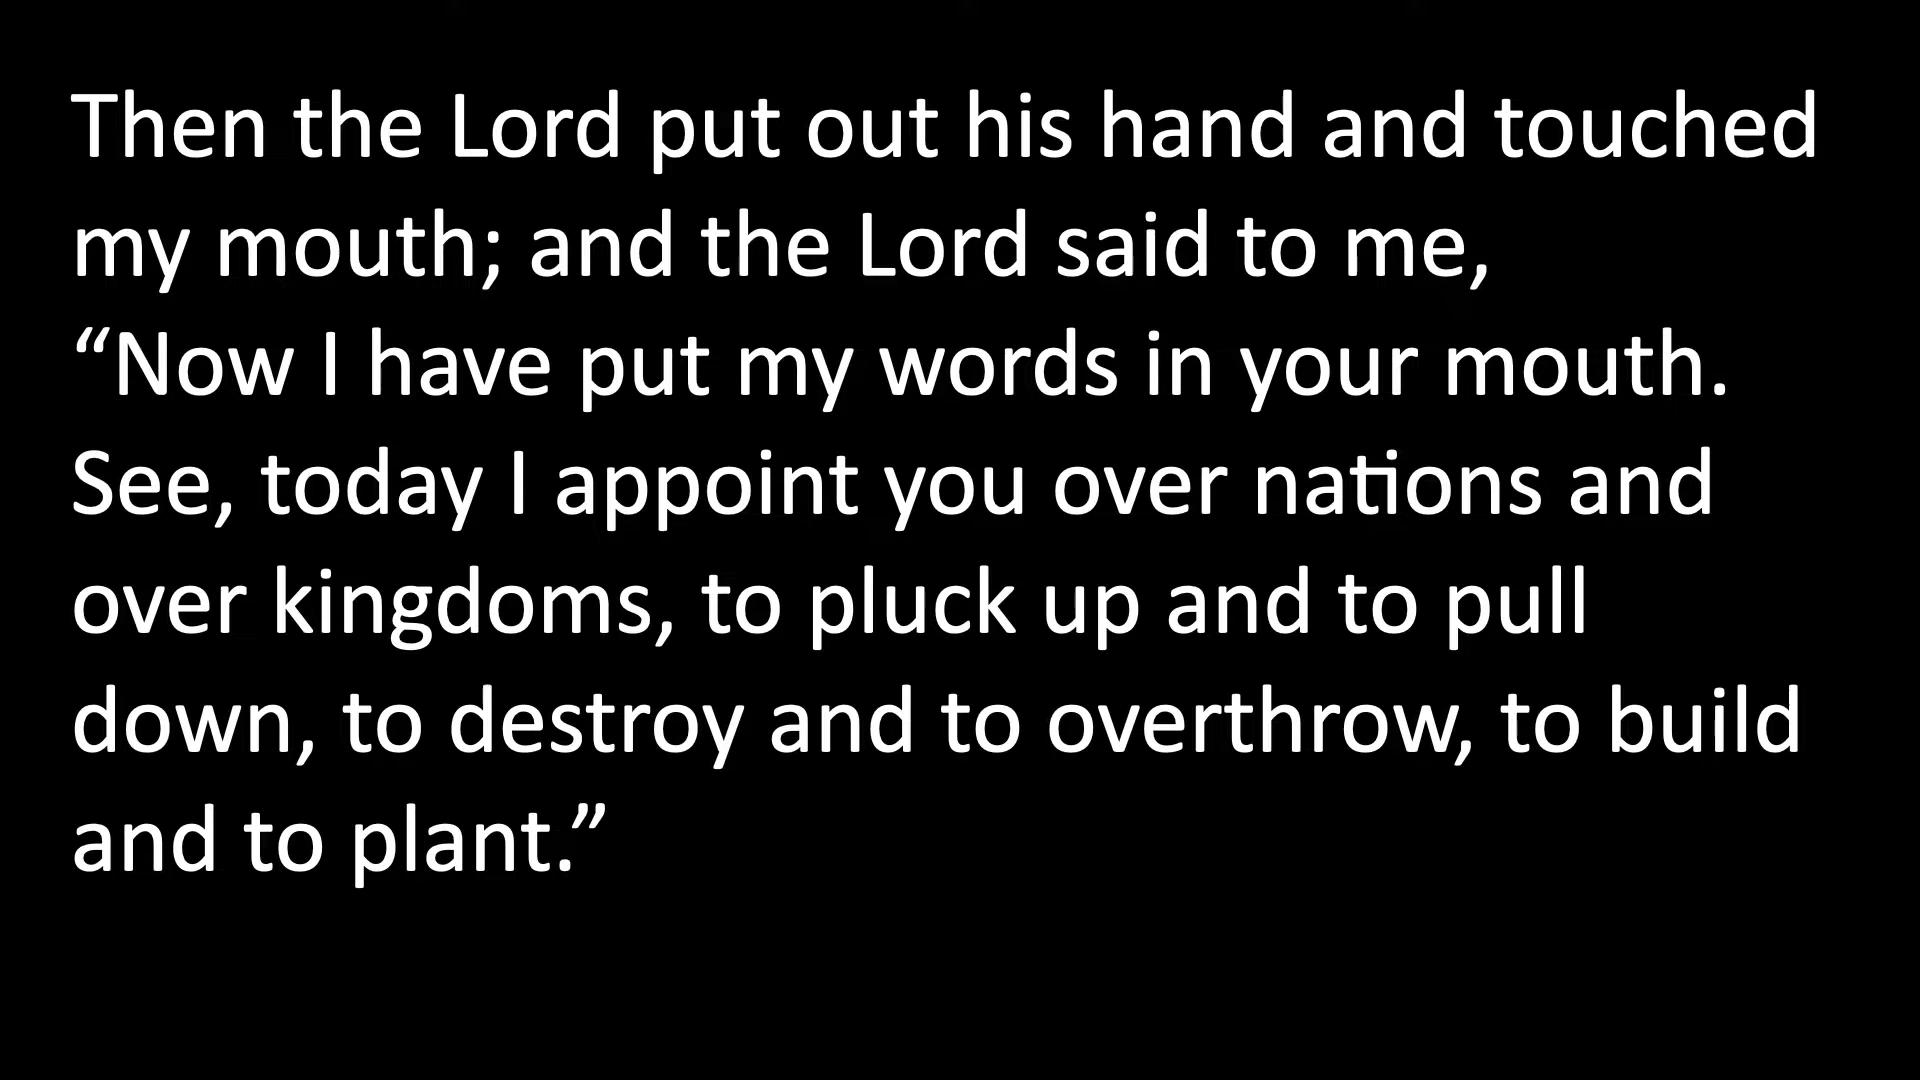 Then the Lord put out his hand and touched
my mouth; and the Lord said to me,
“Now I have put my words in your mouth.
See, today I appoint you over nations and
over kingdoms, to pluck up and to pull
down, to destroy and to overthrow, to build
and to plant.”